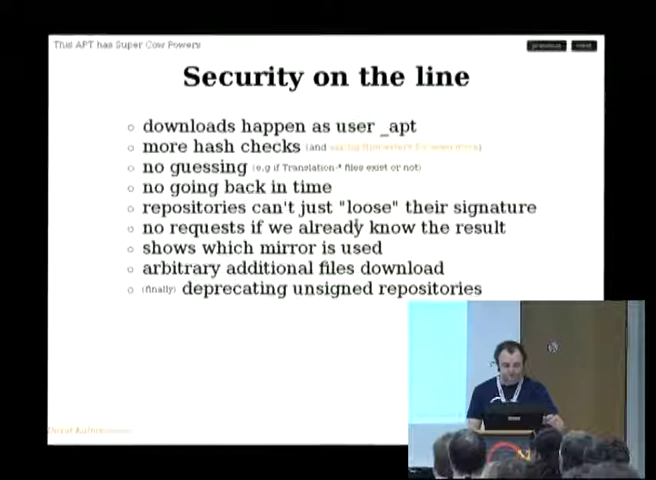 This APT has Super Cow Powers
previous next
Security on the line
downloads happen as user _apt
more hash checks (and
no guessing (e.g if Translation-* files exist or not)
no going back in time
repositories can't just "loose" their signature
no requests if we already know the result
shows which mirror is used
arbitrary additional files download
(finally) deprecating unsigned repositories